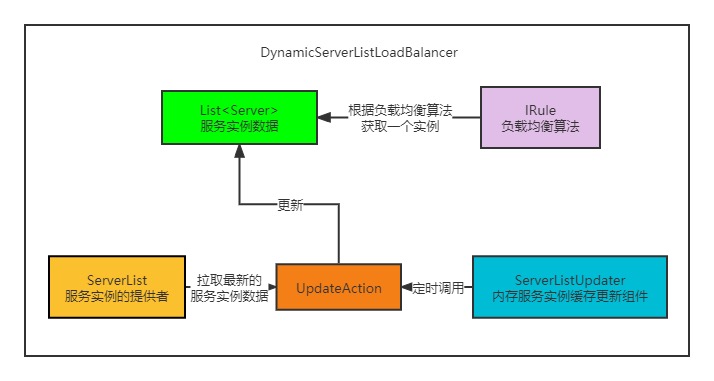 DynamicServerListLoadBalancer
List<Server>
服务实例数据
根据负载均衡算法
获取一个实例
IRule
负载均衡算法
更新
ServerList
服务实例的提供者
拉取最新的
服务实例数据
UpdateAction
定时调用
ServerListUpdater
内存服务实例缓存更新组件